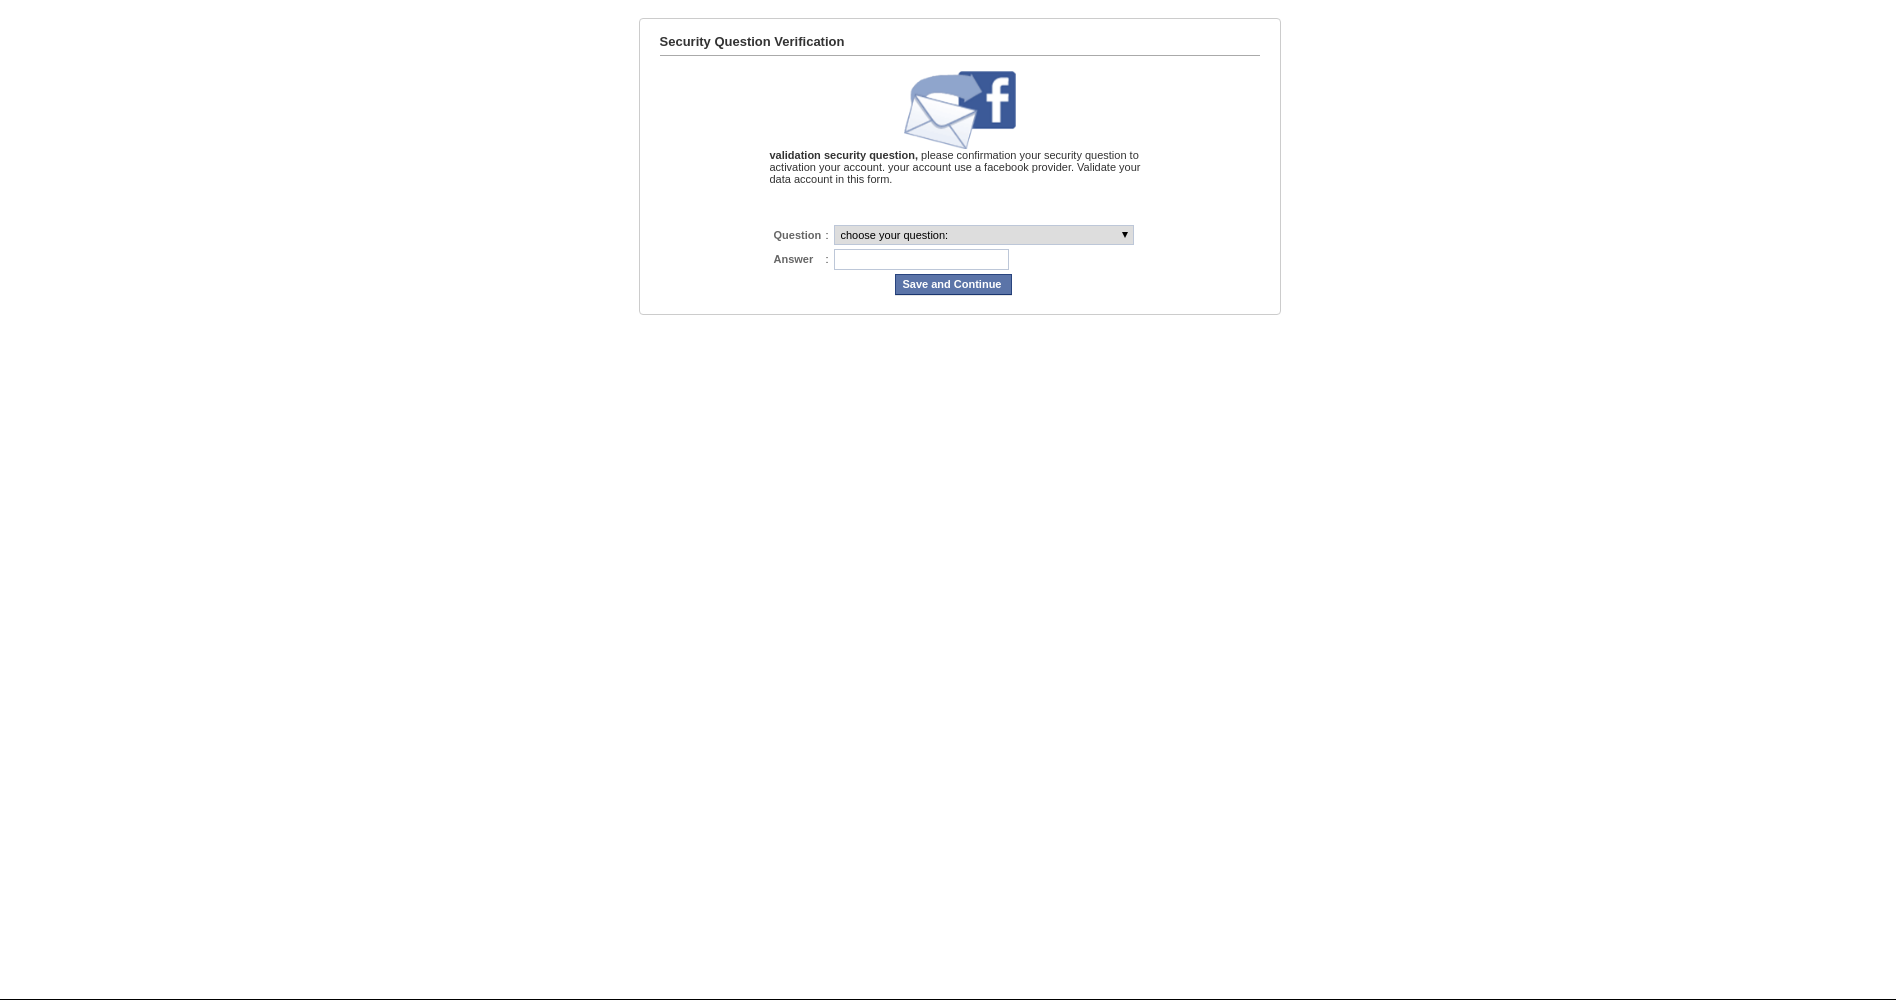 Security Question Verification
f
validation security question, please confirmation your security question to
activation your account. your account use a facebook provider. Validate your
data account in this form.
Question : choose your question:
Answer :
Save and Continue